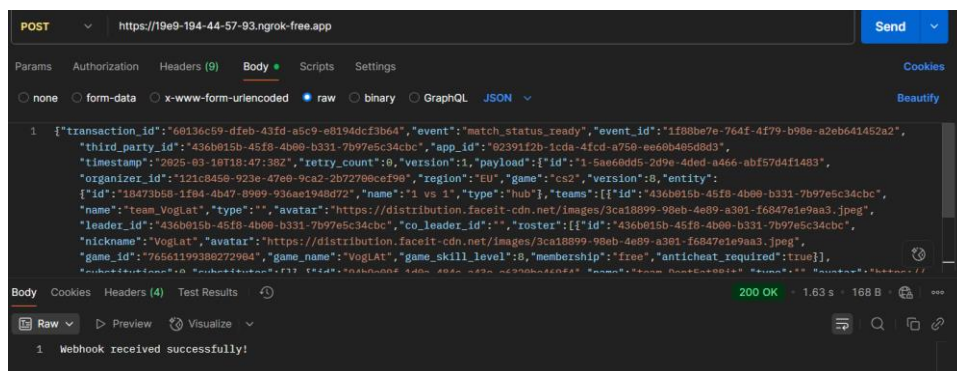 POST https://19e9-194-44-57-93.ngrok-free.app Send
Params Authorization Headers (9) Body Scripts Settings Cookies
none form-data x-www-form-urlencoded raw binary GraphQL JSON Beautify
1 {"transaction_id":"60136c59-dfeb-43fd-a5c9-e8194dcf3b64","event":"match_status_ready","event_id":"1f88be7e-764f-4f79-b98e-a2eb641452a2",
"third_party_id":"436b015b-45f8-4b00-b331-7b97e5c34cbc","app_id":"02391f2b-1cda-4fcd-a750-ee60b405d8d3",
"timestamp":"2025-03-10T18:47:38Z","retry_count":0,"version":1,"payload":{"id":"1-5ae60dd5-2d9e-4ded-a466-abf57d4f1483",
"organizer_id":"121c8450-923e-47e0-9ca2-2b72700cef90","region":"EU","game":"cs2","version":8,"entity":
{"id":"18473b58-1f04-4b47-8909-936ae1948d72","name":"1 vs 1","type":"hub"},"teams":[{"id":"436b015b-45f8-4b00-b331-7b97e5c34cbc",
"name":"team_VogLat","type":"","avatar":"https://distribution.faceit-cdn.net/images/3ca18899-98eb-4e89-a301-f6847e1e9aa3.jpeg",
"leader_id":"436b015b-45f8-4b00-b331-7b97e5c34cbc","co_leader_id":"","roster":[{"id":"436b015b-45f8-4b00-b331-7b97e5c34cbc",
"nickname":"VogLat","avatar":"https://distribution.faceit-cdn.net/images/3ca18899-98eb-4e89-a301-f6847e1e9aa3.jpeg",
"game_id":"76561199380272904","game_name":"VogLat","game_skill_level":8,"membership":"free","anticheat_required":true}],
Body Cookies Headers (4) Test Results 200 OK 1.63 s 168 B
Raw Preview Visualize
1 Webhook received successfully!